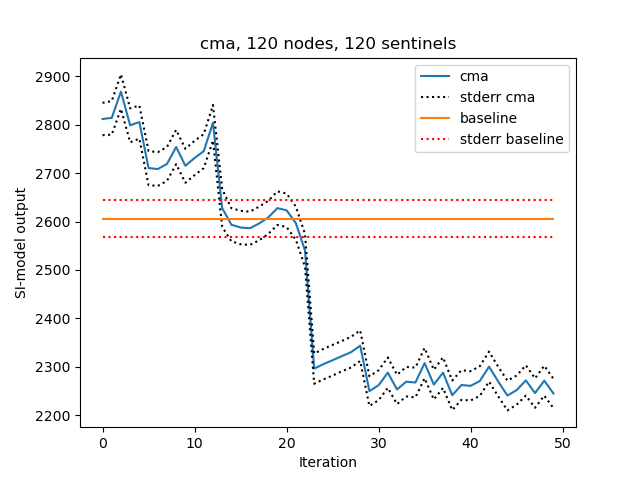 cma, 120 nodes, 120 sentinels
2900
2800
2700
2600
2500
2400
2300
2200
SI-model output
cma
stderr cma
baseline
stderr baseline
0
10
20
30
40
50
Iteration